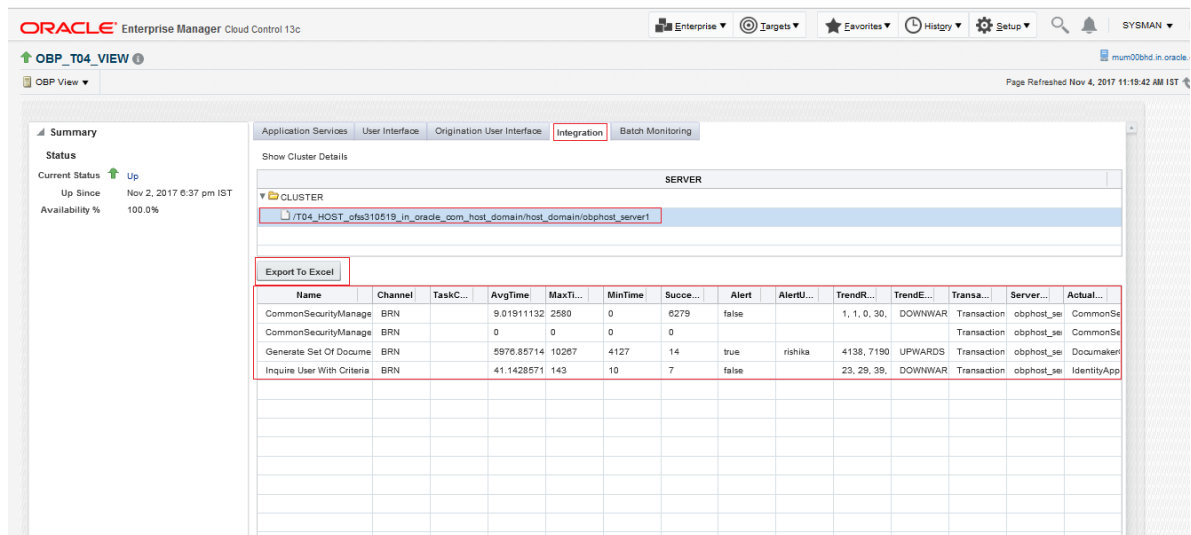 ORACLE Enterprise Manager Cloud Control 13c
Enterprise Targets Favorites History Setup SYSMAN
OBP_T04_VIEW
mum00bhd.in.oracle.
OBP View
Page Refreshed Nov 4, 2017 11:19:42 AM IST
Summary
Status
Current Status Up
Up Since Nov 2, 2017 6:37 pm IST
Availability % 100.0%
Application Services User Interface Origination User Interface Integration Batch Monitoring
Show Cluster Details
SERVER
CLUSTER
/T04_HOST_ofss310519_in_oracle_com_host_domain/host_domain/obphost_server1
Export To Excel
Name Channel TaskC... AvgTime MaxTi... MinTime Succe... Alert AlertU... TrendR... TrendE... Transa... Server... Actual...
CommonSecurityManage BRN 9.01911132 2580 0 6279 false 1, 1, 0, 30, DOWNWAR Transaction obphost_se CommonSe
CommonSecurityManage BRN 0 0 0 0 Transaction obphost_se CommonSe
Generate Set Of Docume BRN 5976.85714 10267 4127 14 true rishika 4138, 7190 UPWARDS Transaction obphost_se Documaker
Inquire User With Criteria BRN 41.1428571 143 10 7 false 23, 29, 39, DOWNWAR Transaction obphost_se IdentityApp